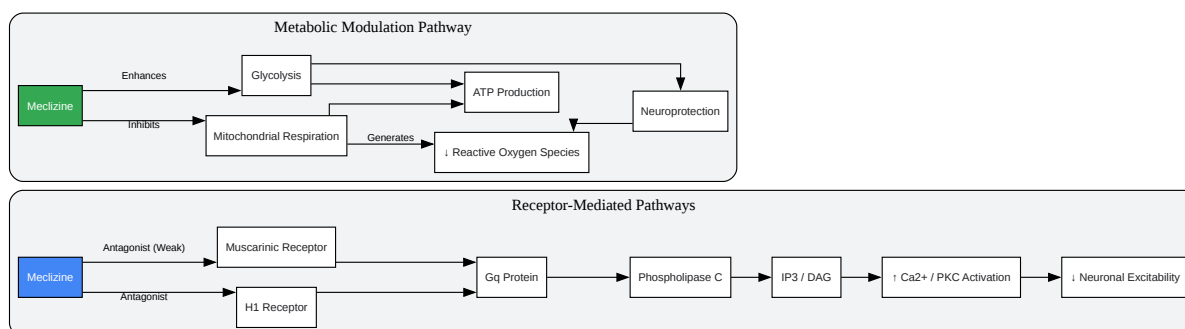 Metabolic Modulation Pathway
Meclizine
Enhances
Inhibits
Glycolysis
Mitochondrial Respiration
Generates
ATP Production
↓ Reactive Oxygen Species
Neuroprotection
Receptor-Mediated Pathways
Meclizine
Antagonist (Weak)
Antagonist
Muscarinic Receptor
H1 Receptor
Gq Protein
Phospholipase C
IP3 / DAG
↑ Ca2+ / PKC Activation
↓ Neuronal Excitability